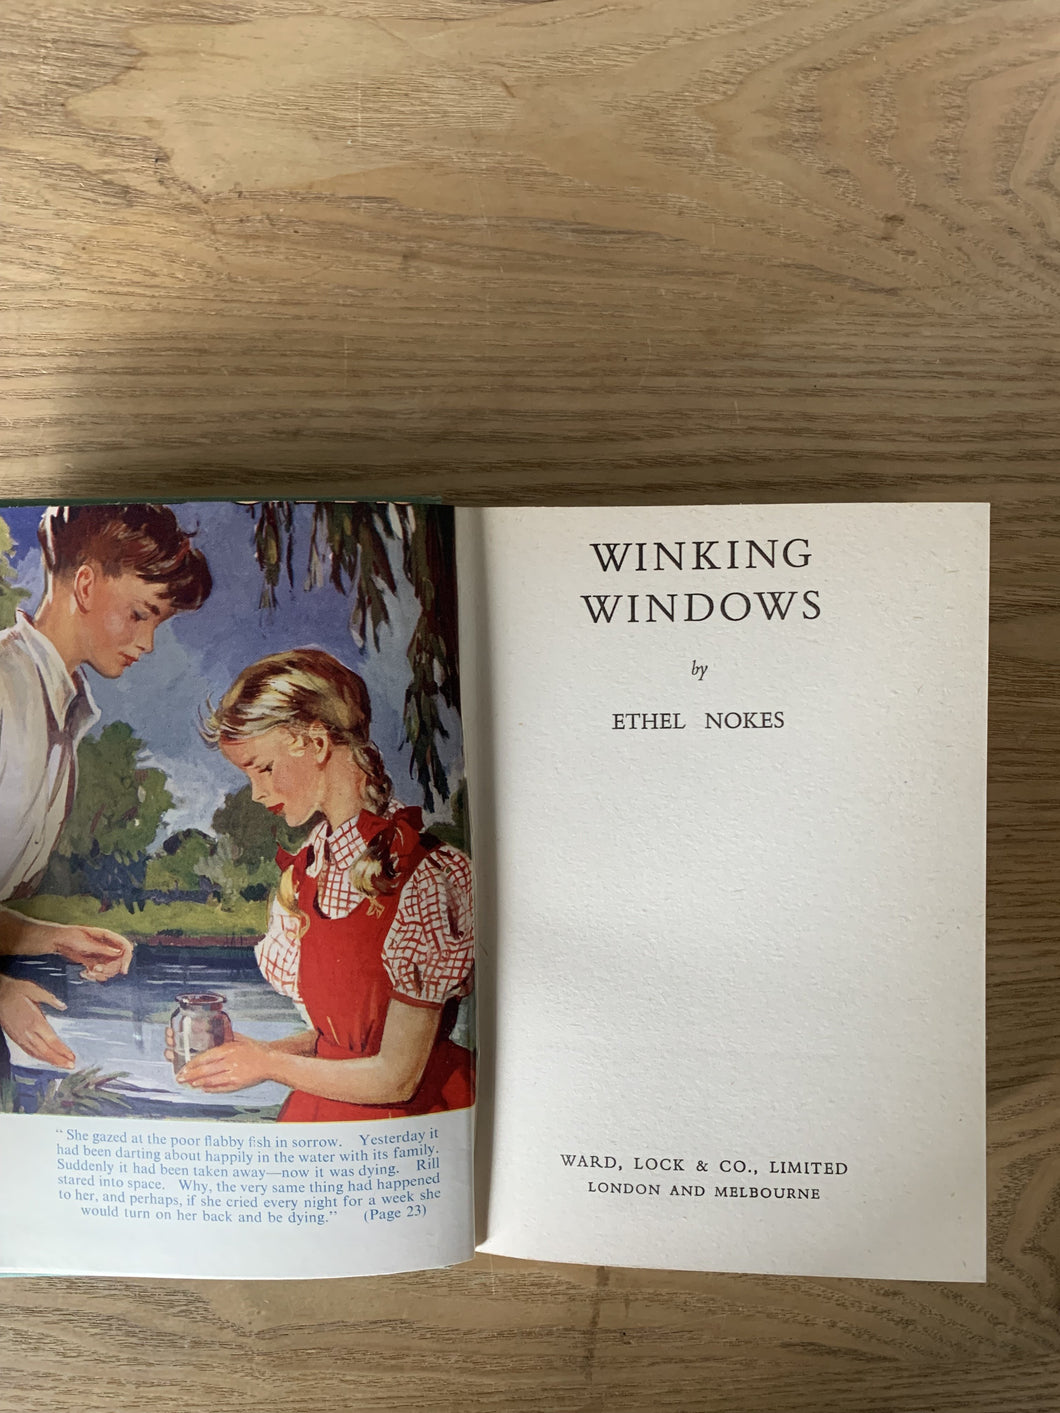 “She gazed at the poor flabby fish in sorrow. Yesterday it
had been darting about happily in the water with its family.
Suddenly it had been taken away—now it was dying. Rill
stared into space. Why, the very same thing had happened
to her, and perhaps, if she cried every night for a week she
would turn on her back and be dying.” (Page 23)
WINKING
WINDOWS
by
ETHEL NOKES
WARD, LOCK & CO., LIMITED
LONDON AND MELBOURNE